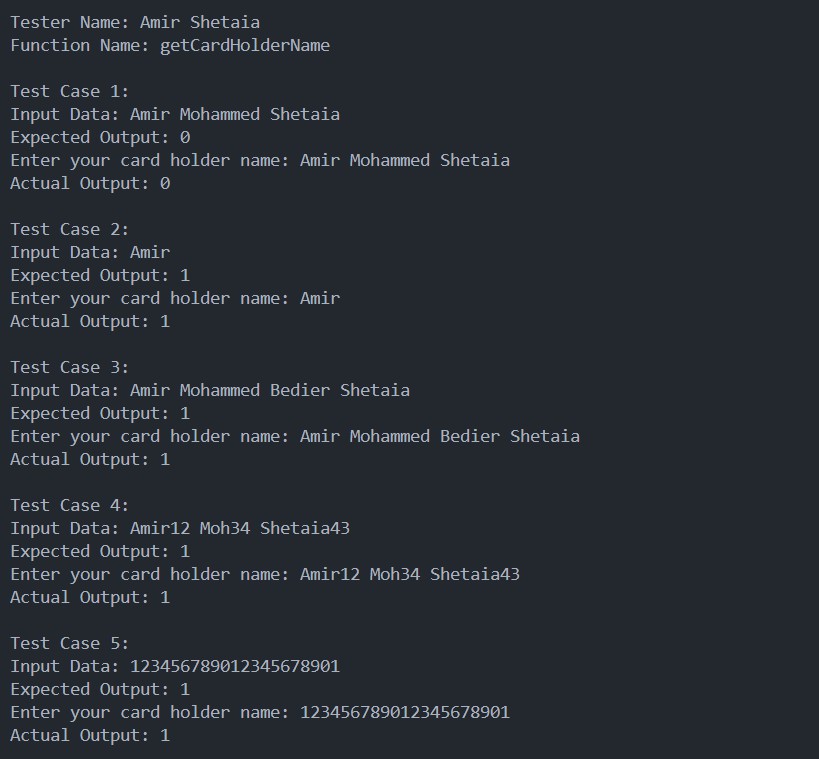 Tester Name: Amir Shetaia
Function Name: getCardHolderName
Test Case 1:
Input Data: Amir Mohammed Shetaia
Expected Output: 0
Enter your card holder name: Amir Mohammed Shetaia
Actual Output: 0
Test Case 2:
Input Data: Amir
Expected Output: 1
Enter your card holder name: Amir
Actual Output: 1
Test Case 3:
Input Data: Amir Mohammed Bedier Shetaia
Expected Output: 1
Enter your card holder name: Amir Mohammed Bedier Shetaia
Actual Output: 1
Test Case 4:
Input Data: Amir12 Moh34 Shetaia43
Expected Output: 1
Enter your card holder name: Amir12 Moh34 Shetaia43
Actual Output: 1
Test Case 5:
Input Data: 123456789012345678901
Expected Output: 1
Enter your card holder name: 123456789012345678901
Actual Output: 1